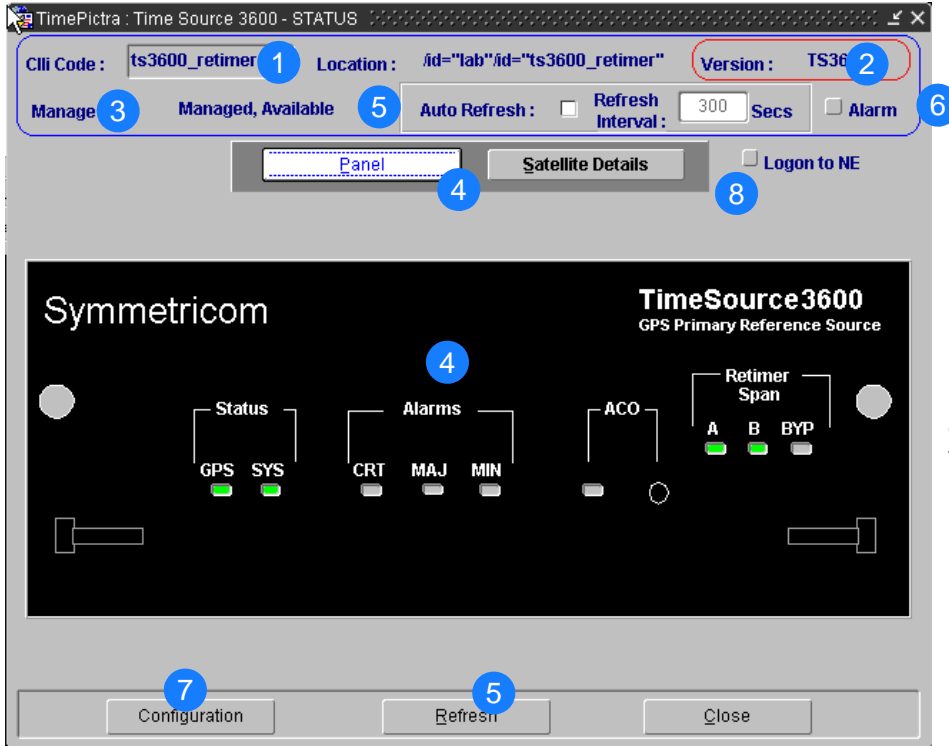 TimePictra : Time Source 3600 - STATUS
Clli Code : ts3600_retimer 1 Location : /id="lab"/id="ts3600_retimer" Version : 2
Manage 3 Managed, Available 5 Auto Refresh : Refresh Interval : 300 Secs Alarm 6
Panel 4 Satellite Details 8 Logon to NE
Symmetricom
TimeSource3600
GPS Primary Reference Source
4
Retimer
Span
Status Alarms ACO
A B BYP
GPS SYS CRT MAJ MIN
7 5
Configuration Refresh Close